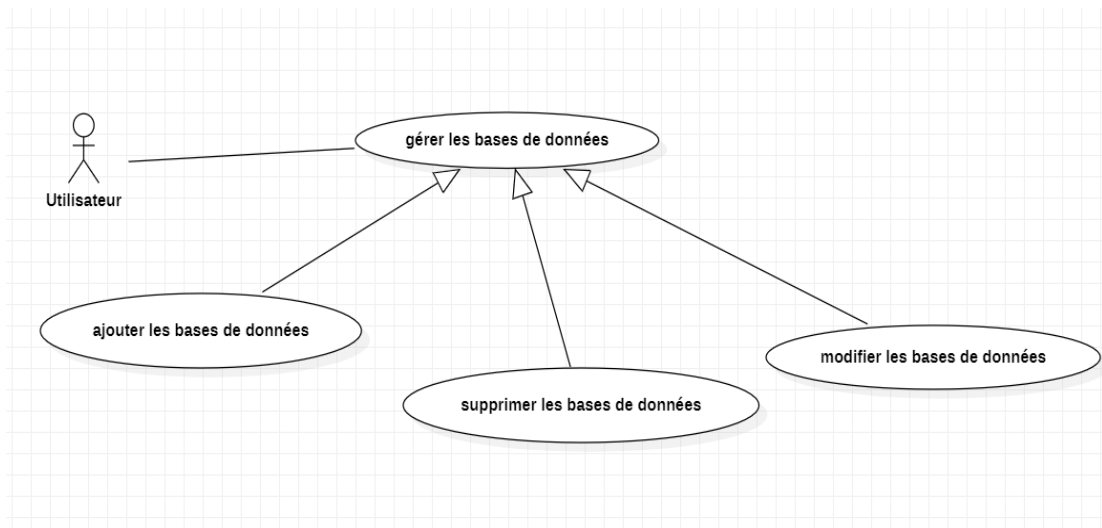 gérer les bases de données
Utilisateur
ajouter les bases de données
modifier les bases de données
supprimer les bases de données